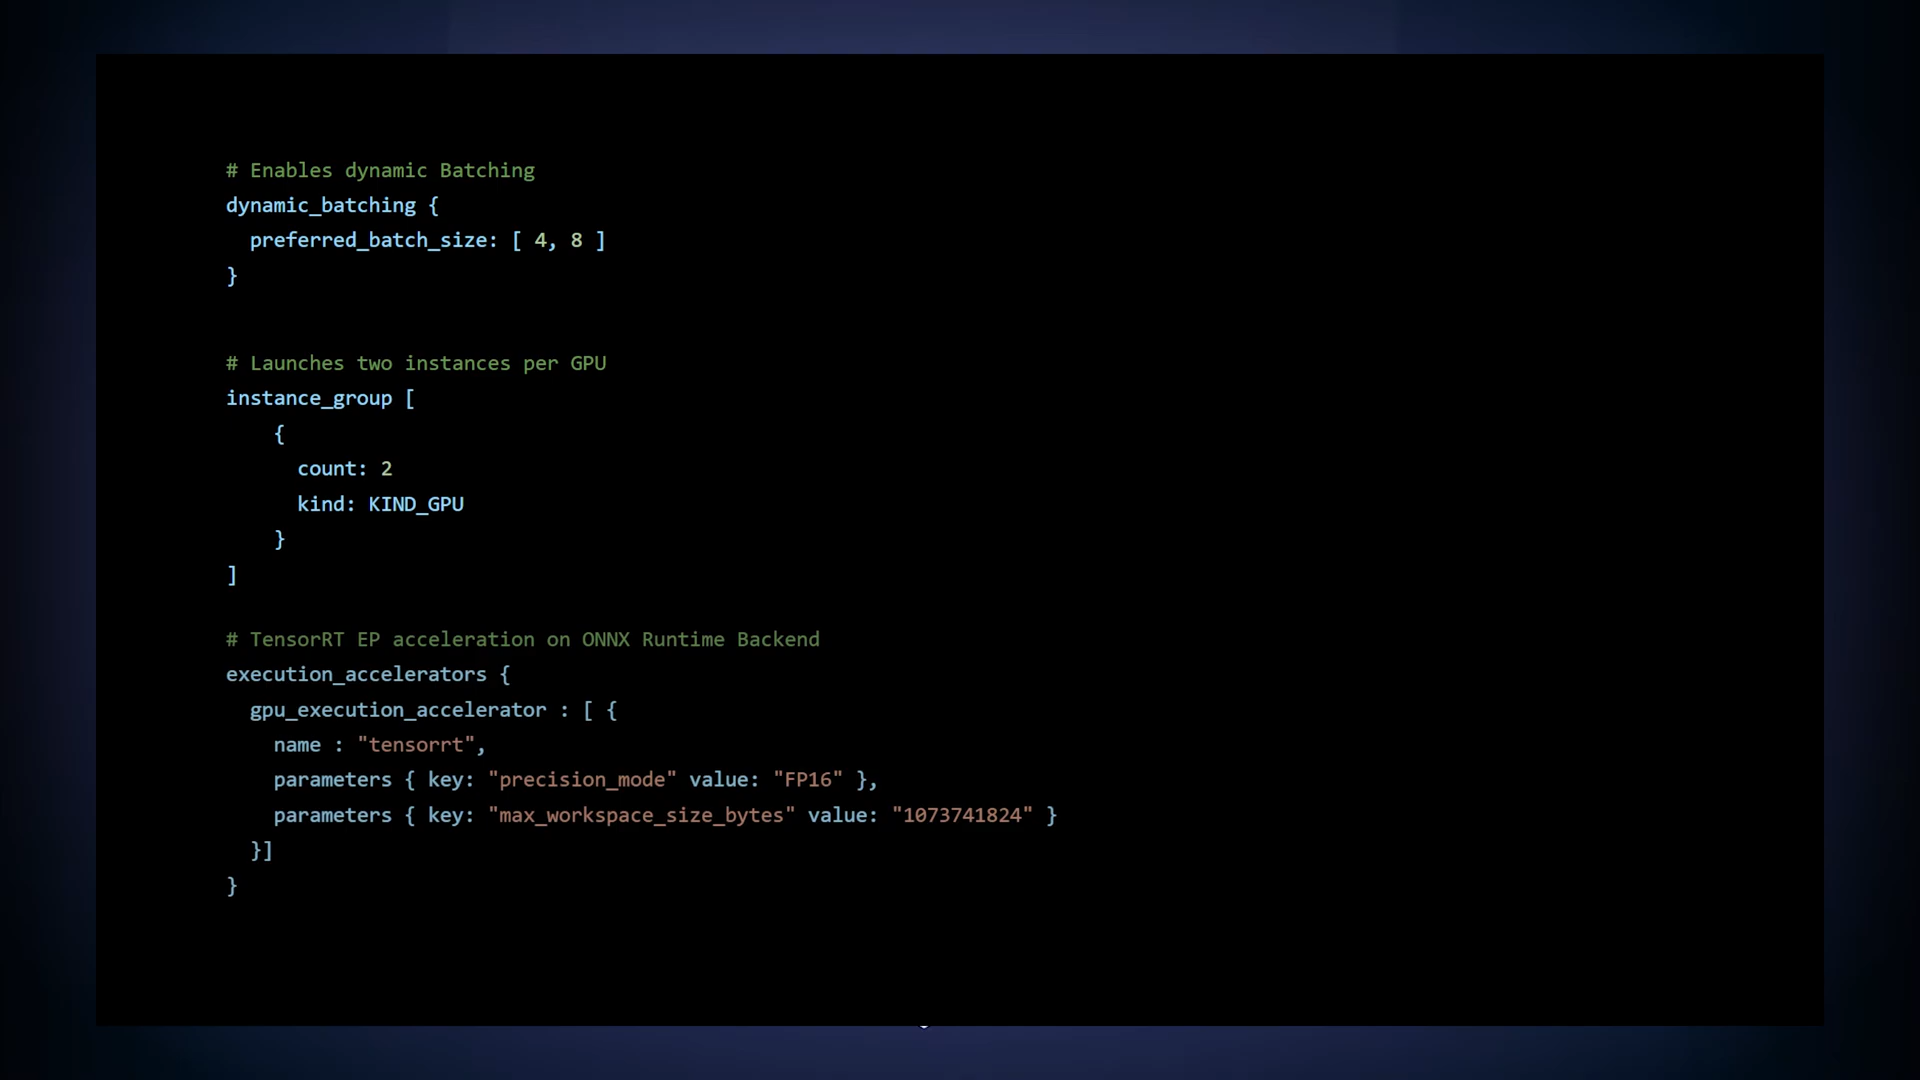 # Enables dynamic Batching
dynamic_batching {
  preferred_batch_size: [ 4, 8 ]
}
# Launches two instances per GPU
instance_group [
    {
      count: 2
      kind: KIND_GPU
    }
]
# TensorRT EP acceleration on ONNX Runtime Backend
execution_accelerators {
  gpu_execution_accelerator : [ {
    name : "tensorrt",
    parameters { key: "precision_mode" value: "FP16" },
    parameters { key: "max_workspace_size_bytes" value: "1073741824" }
  }]
}